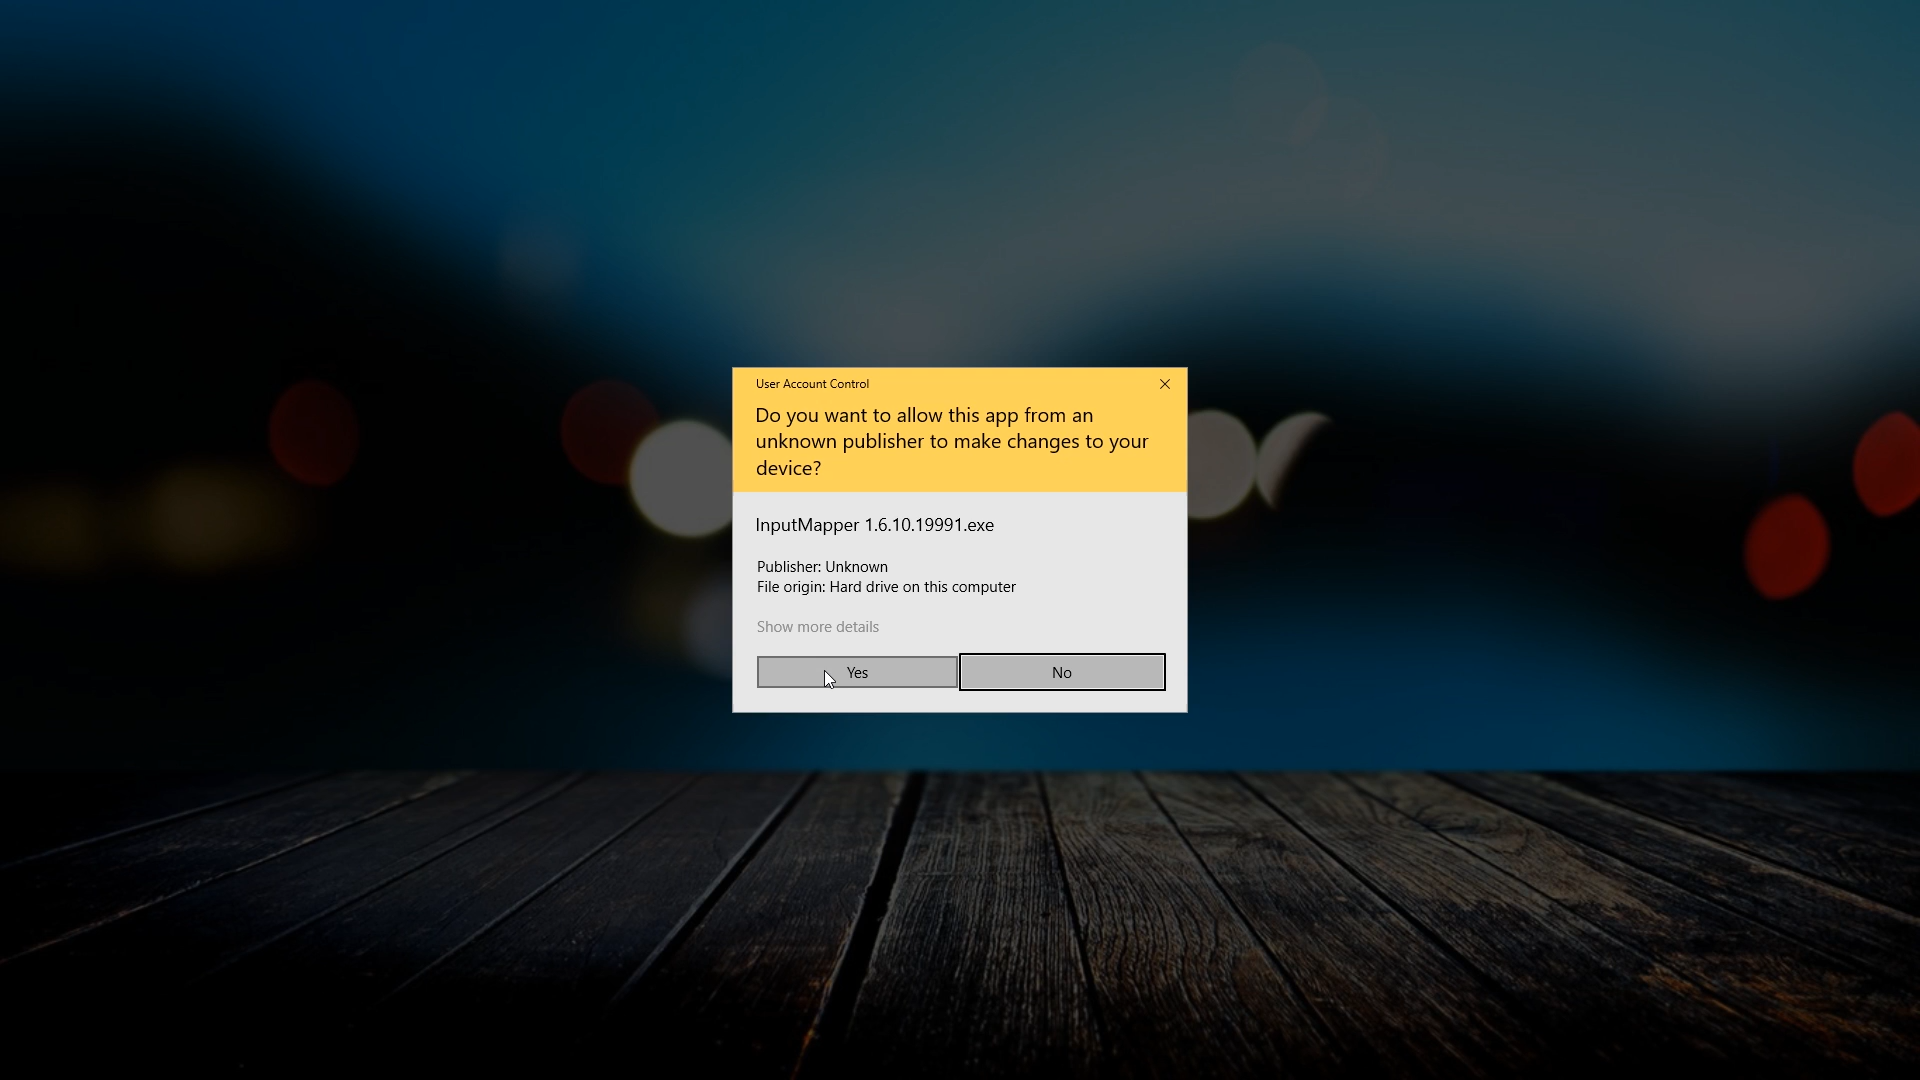 User Account Control
Do you want to allow this app from an
unknown publisher to make changes to your
device?
InputMapper 1.6.10.19991.exe
Publisher: Unknown
File origin: Hard drive on this computer
Show more details
Yes
No